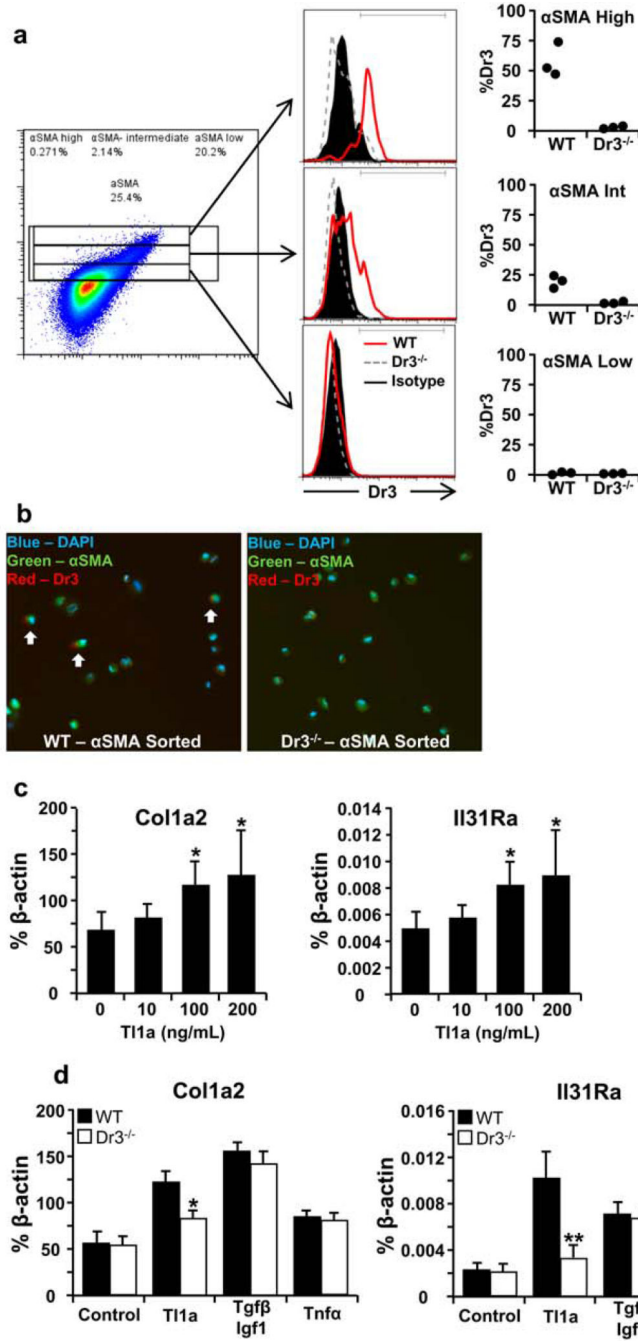 a
αSMA high αSMA- intermediate aSMA low
0.271% 2.14% 20.2%
aSMA
25.4%
αSMA High
%Dr3
100
75
50
25
0
WT Dr3-/-
αSMA Int
%Dr3
100
75
50
25
0
WT Dr3-/-
WT
Dr3-/-
Isotype
Dr3
αSMA Low
%Dr3
100
75
50
25
0
WT Dr3-/-
b
Blue – DAPI
Green – αSMA
Red – Dr3
WT – αSMA Sorted
Blue – DAPI
Green – αSMA
Red – Dr3
Dr3-/- – αSMA Sorted
c
Col1a2
% β-actin
200
150
100
50
0
0 10 100 200
Tl1a (ng/mL)
* *
Il31Ra
% β-actin
0.014
0.012
0.010
0.008
0.006
0.004
0.002
0
0 10 100 200
Tl1a (ng/mL)
* *
d
Col1a2
WT
Dr3-/-
% β-actin
200
150
100
50
0
*
Control Tl1a Tgfβ Tnfα
Igf1
Il31Ra
WT
Dr3-/-
% β-actin
0.016
0.012
0.008
0.004
0
**
Control Tl1a Tgf
Igf